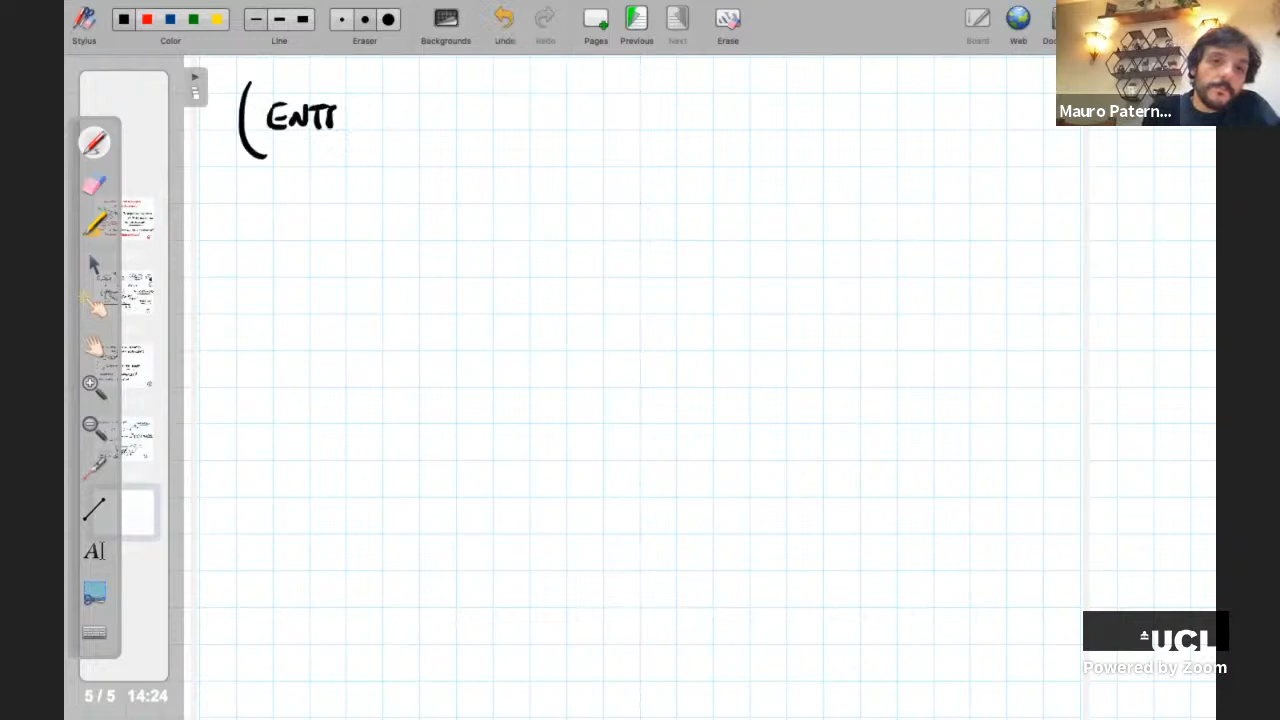 Stylus
Color
Line
Eraser
Backgrounds
Undo
Redo
Pages
Previous
Next
Erase
Board
Web
Mauro Patern...
( ENTR
A
5 / 5 14:24
UCL
Powered by Zoom